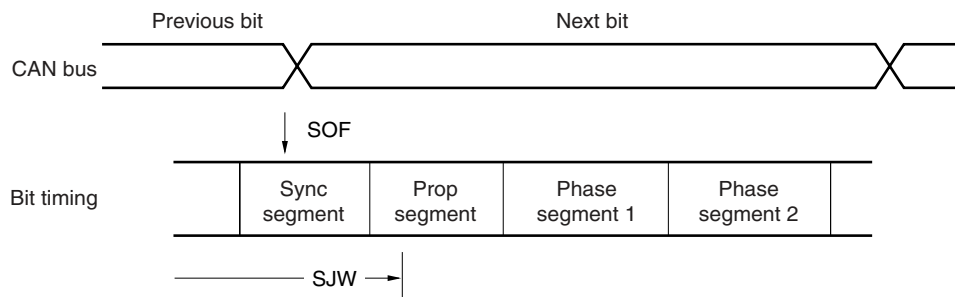 Previous bit
Next bit
CAN bus
SOF
Bit timing
Sync
segment
Prop
segment
Phase
segment 1
Phase
segment 2
SJW